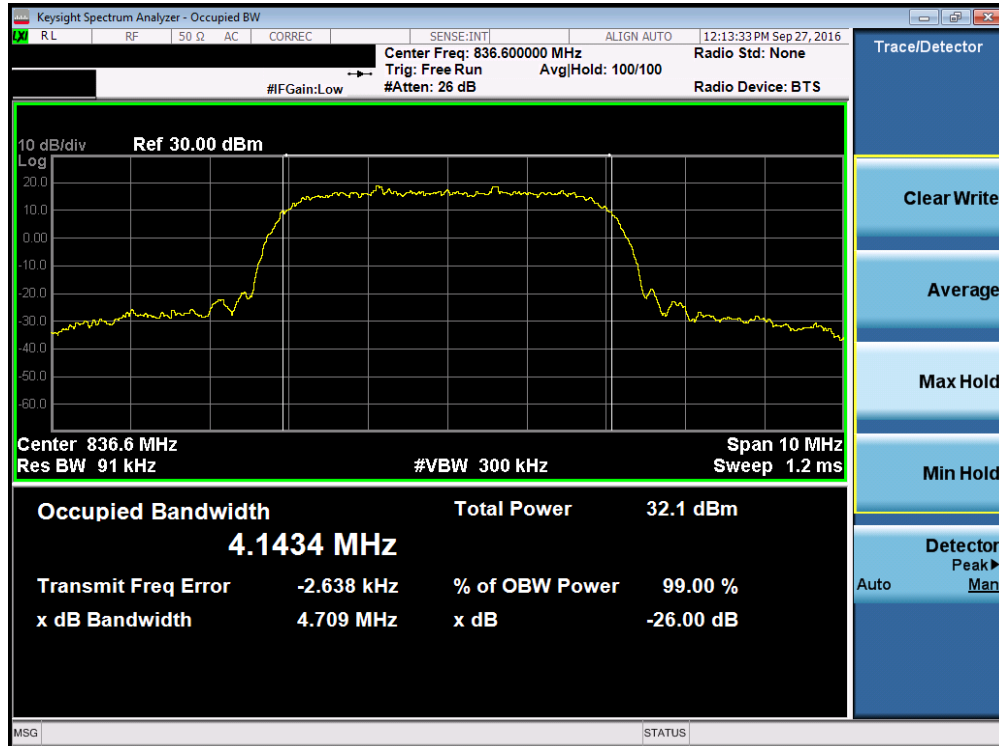 Keysight Spectrum Analyzer - Occupied BW
LXI RL RF 50 Ω AC CORREC SENSE:INT ALIGN AUTO 12:13:33 PM Sep 27, 2016
Center Freq: 836.600000 MHz Radio Std: None
Trig: Free Run Avg|Hold: 100/100
#IFGain:Low #Atten: 26 dB Radio Device: BTS
Trace/Detector
10 dB/div Ref 30.00 dBm
Log
20.0
10.0
0.00
-10.0
-20.0
-30.0
-40.0
-50.0
-60.0
Center 836.6 MHz Span 10 MHz
Res BW 91 kHz #VBW 300 kHz Sweep 1.2 ms
Occupied Bandwidth Total Power 32.1 dBm
4.1434 MHz
Transmit Freq Error -2.638 kHz % of OBW Power 99.00 %
x dB Bandwidth 4.709 MHz x dB -26.00 dB
Clear Write
Average
Max Hold
Min Hold
Detector
Peak▶
Auto Man
MSG STATUS